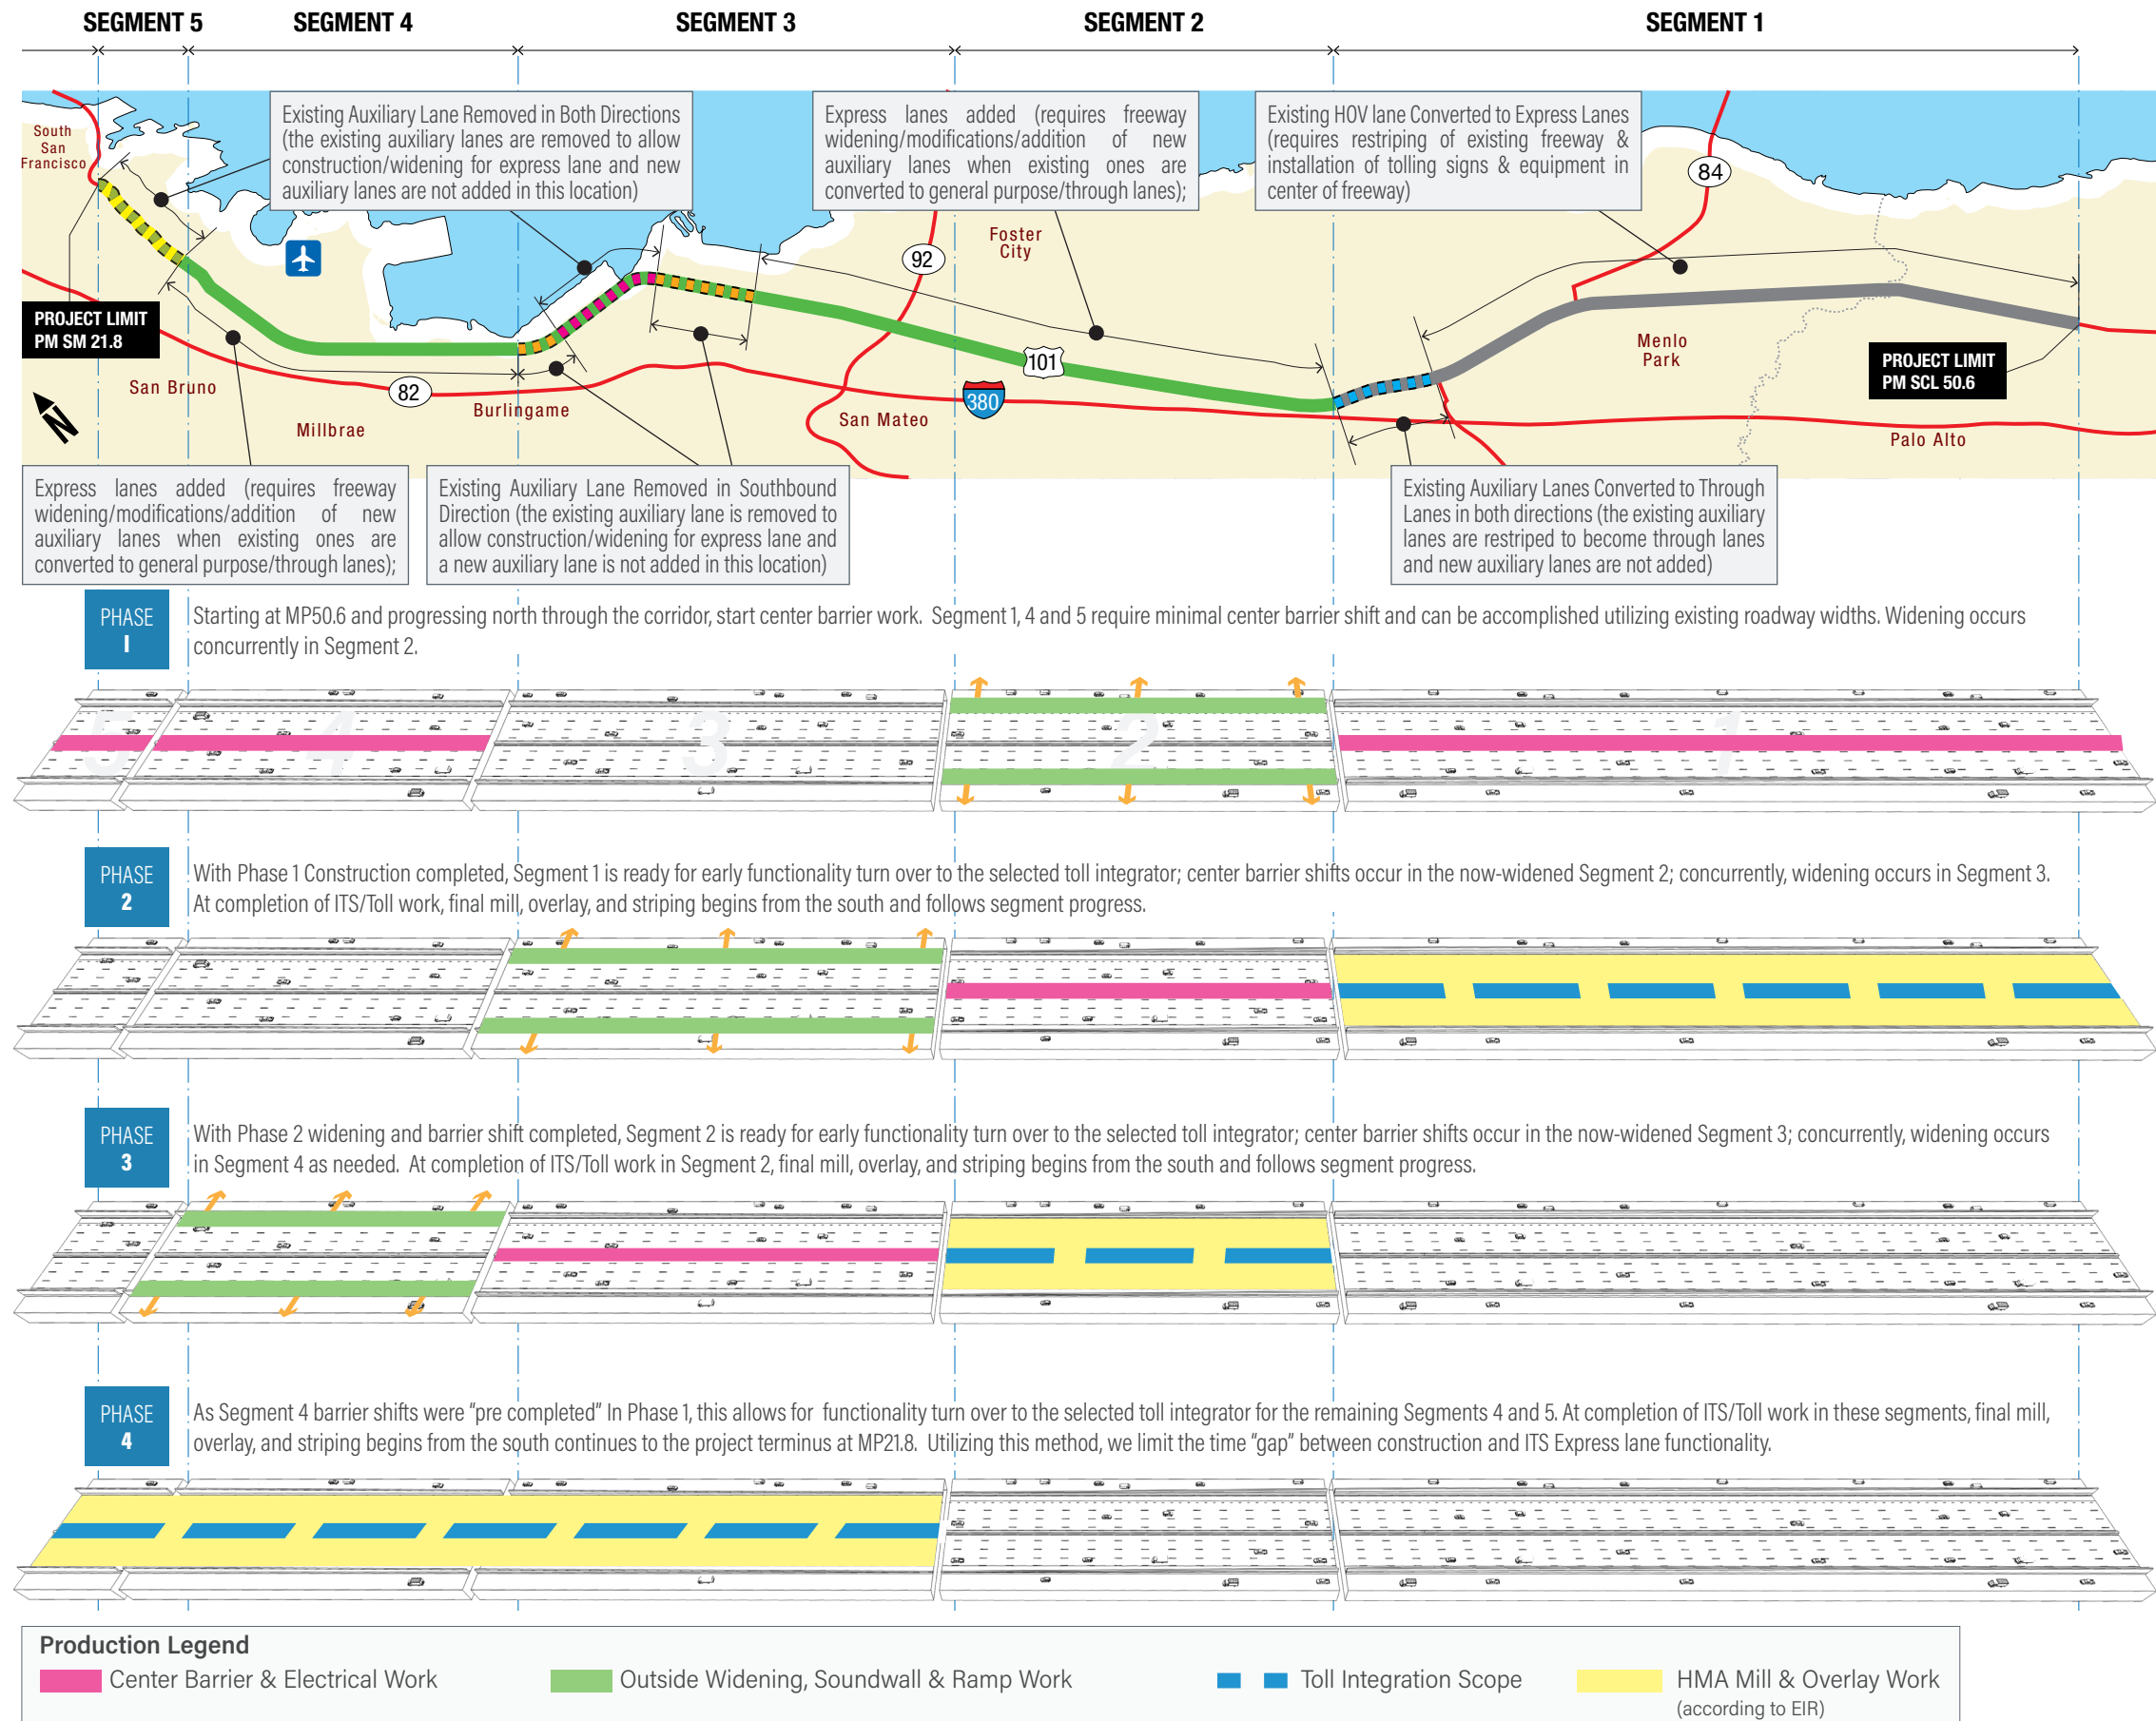 SEGMENT 5
SEGMENT 4
SEGMENT 3
SEGMENT 2
SEGMENT 1
South
San
Francisco
Existing Auxiliary Lane Removed in Both Directions
(the existing auxiliary lanes are removed to allow
construction/widening for express lane and new
auxiliary lanes are not added in this location)
Express lanes added (requires freeway
widening/modifications/addition of new
auxiliary lanes when existing ones are
converted to general purpose/through lanes);
Existing HOV lane Converted to Express Lanes
(requires restriping of existing freeway &
installation of tolling signs & equipment in
center of freeway)
84
92
Foster
City
PROJECT LIMIT
PM SM 21.8
101
Menlo
Park
PROJECT LIMIT
PM SCL 50.6
San Bruno
82
380
Burlingame
San Mateo
N
Millbrae
Palo Alto
Express lanes added (requires freeway
widening/modifications/addition of new
auxiliary lanes when existing ones are
converted to general purpose/through lanes);
Existing Auxiliary Lane Removed in Southbound
Direction (the existing auxiliary lane is removed to
allow construction/widening for express lane and
a new auxiliary lane is not added in this location)
Existing Auxiliary Lanes Converted to Through
Lanes in both directions (the existing auxiliary
lanes are restriped to become through lanes
and new auxiliary lanes are not added)
PHASE
I
Starting at MP50.6 and progressing north through the corridor, start center barrier work. Segment 1, 4 and 5 require minimal center barrier shift and can be accomplished utilizing existing roadway widths. Widening occurs
concurrently in Segment 2.
5
4
3
2
1
PHASE
2
With Phase 1 Construction completed, Segment 1 is ready for early functionality turn over to the selected toll integrator; center barrier shifts occur in the now-widened Segment 2; concurrently, widening occurs in Segment 3.
At completion of ITS/Toll work, final mill, overlay, and striping begins from the south and follows segment progress.
PHASE
3
With Phase 2 widening and barrier shift completed, Segment 2 is ready for early functionality turn over to the selected toll integrator; center barrier shifts occur in the now-widened Segment 3; concurrently, widening occurs
in Segment 4 as needed. At completion of ITS/Toll work in Segment 2, final mill, overlay, and striping begins from the south and follows segment progress.
PHASE
4
As Segment 4 barrier shifts were “pre completed” In Phase 1, this allows for functionality turn over to the selected toll integrator for the remaining Segments 4 and 5. At completion of ITS/Toll work in these segments, final mill,
overlay, and striping begins from the south continues to the project terminus at MP21.8. Utilizing this method, we limit the time “gap” between construction and ITS Express lane functionality.
Production Legend
Center Barrier & Electrical Work
Outside Widening, Soundwall & Ramp Work
Toll Integration Scope
HMA Mill & Overlay Work
(according to EIR)